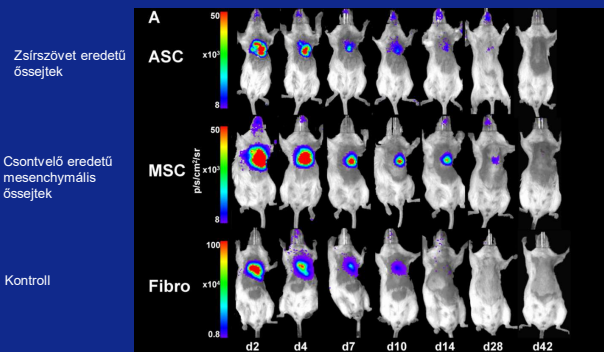 A
Zsírszövet eredetű
őssejtek
50
x10³
8
ASC
Csontvelő eredetű
mesenchymális
őssejtek
50
x10³
8
p/s/cm²/sr
MSC
Kontroll
100
x10⁴
0.8
Fibro
d2 d4 d7 d10 d14 d28 d42